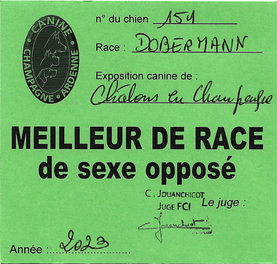 CANINE
CHAMPAGNE - ARDENNE
n° du chien : 154
Race : DOBERMANN
Exposition canine de :
Châlons en Champagne
MEILLEUR DE RACE
de sexe opposé
C. JOUANCHICOT
JUGE FCI
Le juge :
Année : 2023